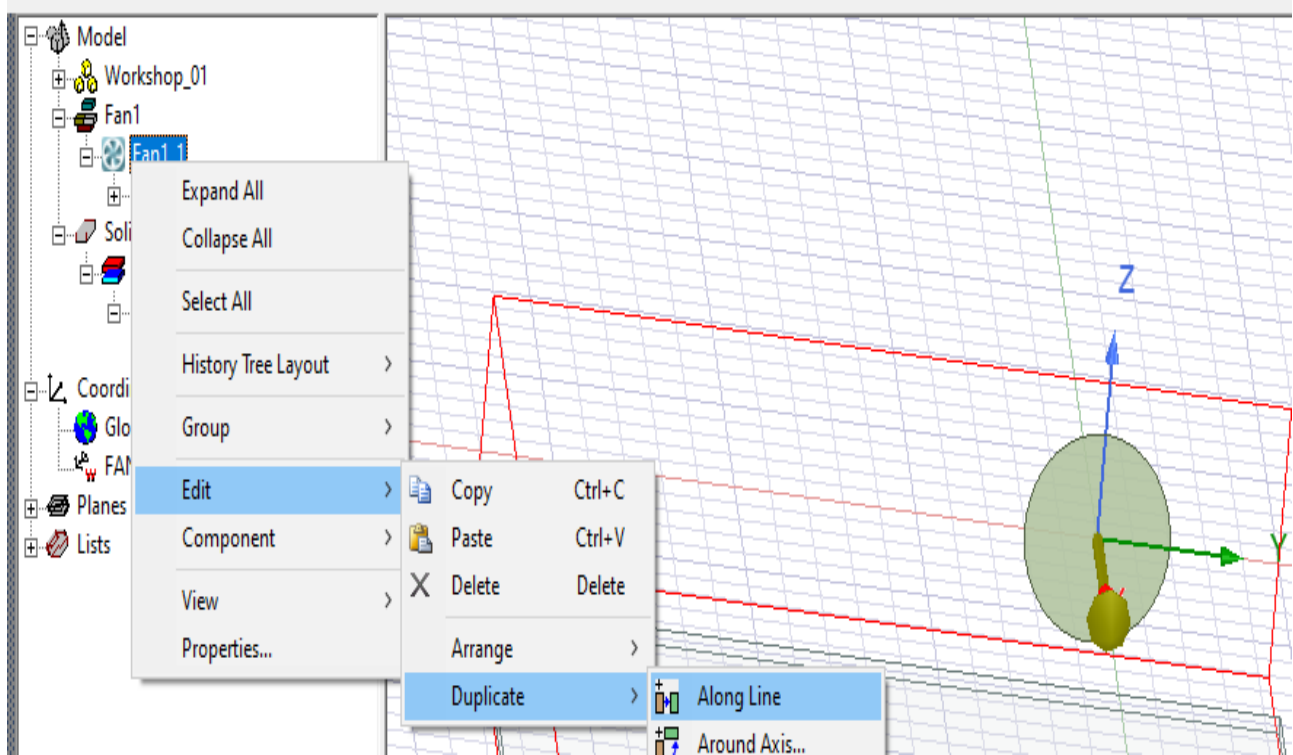 Model
Workshop_01
Fan1
Fan1_1
Expand All
Soli
Collapse All
Select All
History Tree Layout
Coordi
Glo
Group
FAN
Edit
Copy Ctrl+C
Planes
Lists
Component
Paste Ctrl+V
Delete Delete
View
Properties...
Arrange
Duplicate
Along Line
Around Axis...
Z
Y